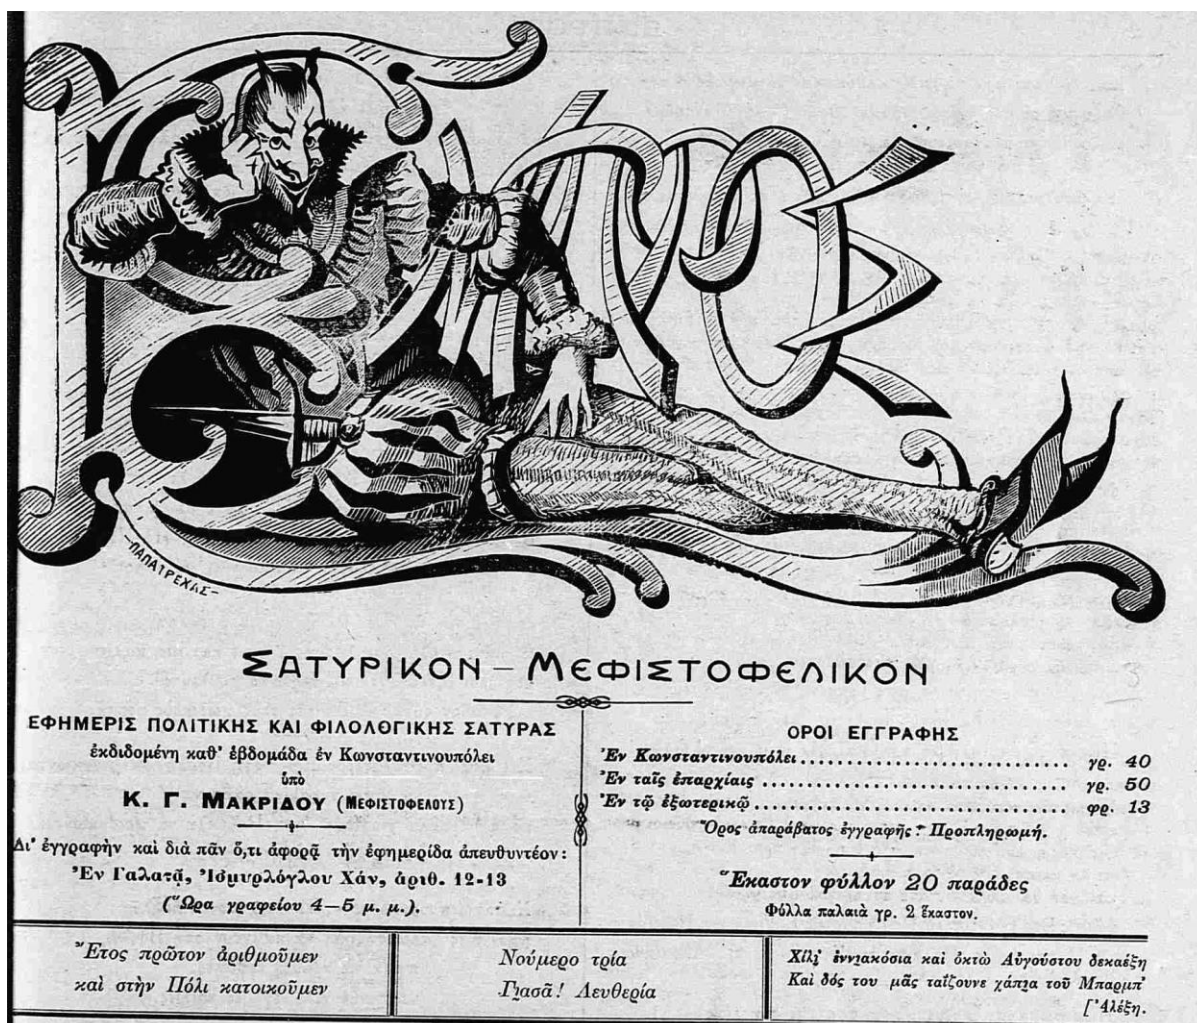 ΕΜΒΡΟΣ
-ΠΑΠΑΤΡΕΧΑΣ-
ΣΑΤΥΡΙΚΟΝ – ΜΕΦΙΣΤΟΦΕΛΙΚΟΝ
ΕΦΗΜΕΡΙΣ ΠΟΛΙΤΙΚΗΣ ΚΑΙ ΦΙΛΟΛΟΓΙΚΗΣ ΣΑΤΥΡΑΣ
ἐκδιδομένη καθ' ἑβδομάδα ἐν Κωνσταντινουπόλει
ὑπὸ
Κ. Γ. ΜΑΚΡΙΔΟΥ (ΜΕΦΙΣΤΟΦΕΛΟΥΣ)
Δι' ἐγγραφὴν καὶ διὰ πᾶν ὅ,τι ἀφορᾷ τὴν ἐφημερίδα ἀπευθυντέον:
Ἐν Γαλατᾷ, Ἰσμυρλόγλου Χάν, ἀριθ. 12-13
(Ὥρα γραφείου 4—5 μ. μ.).
ΟΡΟΙ ΕΓΓΡΑΦΗΣ
Ἐν Κωνσταντινουπόλει............................ γρ. 40
Ἐν ταῖς ἐπαρχίαις ................................ γρ. 50
Ἐν τῷ ἐξωτερικῷ................................. φρ. 13
Ὅρος ἀπαράβατος ἐγγραφῆς: Προπληρωμή.
Ἕκαστον φύλλον 20 παράδες
Φύλλα παλαιὰ γρ. 2 ἕκαστον.
Ἔτος πρῶτον ἀριθμοῦμεν
καὶ στὴν Πόλι κατοικοῦμεν
Νούμερο τρία
Γιασᾶ! Λευθερία
Χίλι̯ ἐννιακόσια καὶ ὀκτὼ Αὐγούστου δεκαέξη
Καὶ δός του μᾶς ταΐζουνε χάπια τοῦ Μπαρμπ'
['Αλέξη.